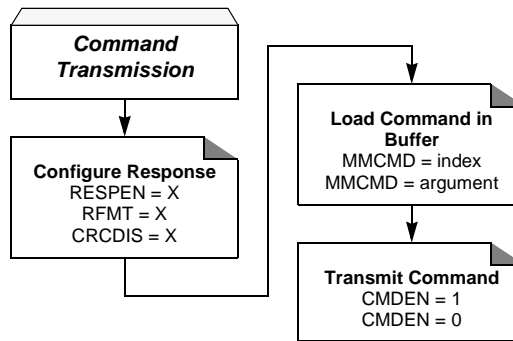 Command
Transmission
Configure Response
RESPEN = X
RFMT = X
CRCDIS = X
Load Command in
Buffer
MMCMD = index
MMCMD = argument
Transmit Command
CMDEN = 1
CMDEN = 0